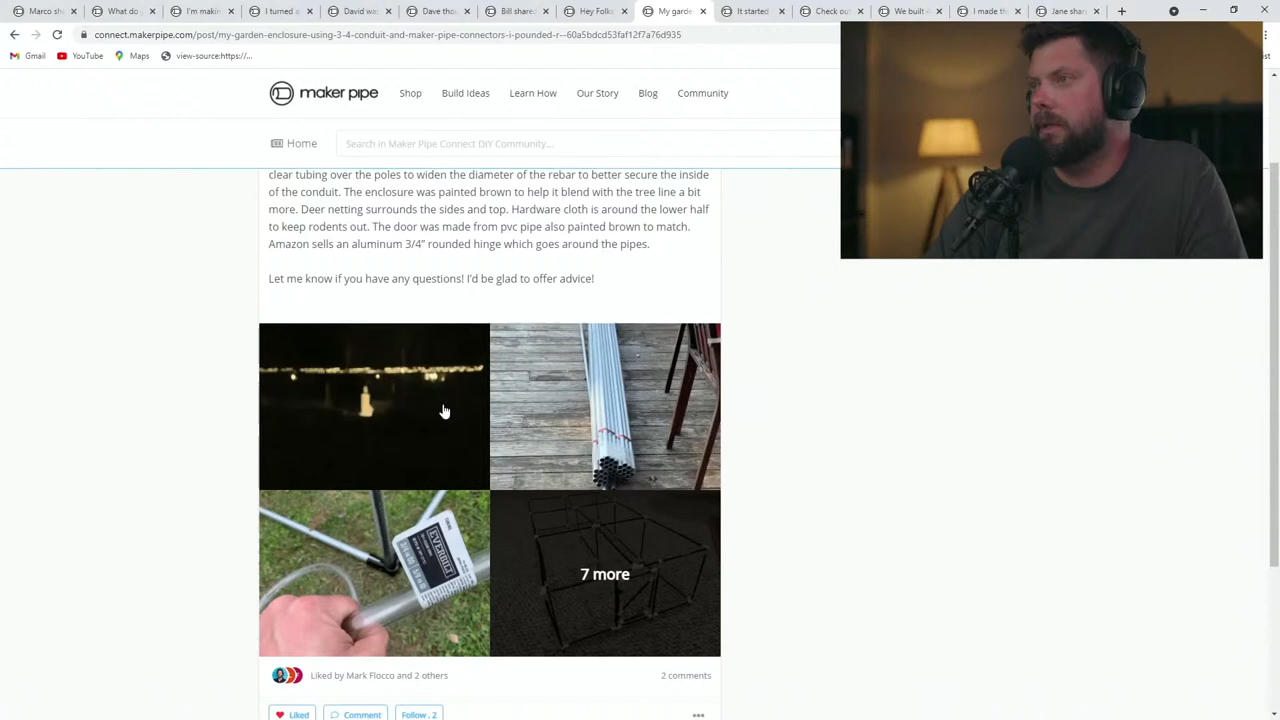 Marco sh
What do
I'm makin
I turned a
David wa
Dave thou
Bill share
Hey Folk
My garde
It started
Check ou
We built
I made th
Jane shar
connect.makerpipe.com/post/my-garden-enclosure-using-3-4-conduit-and-maker-pipe-connectors-i-pounded-r--60a5bdcd53faf12f7a76d935
Gmail YouTube Maps view-source:https://...
ist
maker pipe Shop Build Ideas Learn How Our Story Blog Community
Home Search in Maker Pipe Connect DIY Community...
clear tubing over the poles to widen the diameter of the rebar to better secure the inside
of the conduit. The enclosure was painted brown to help it blend with the tree line a bit
more. Deer netting surrounds the sides and top. Hardware cloth is around the lower half
to keep rodents out. The door was made from pvc pipe also painted brown to match.
Amazon sells an aluminum 3/4” rounded hinge which goes around the pipes.
Let me know if you have any questions! I’d be glad to offer advice!
EVERBILT
7 more
Liked by Mark Flocco and 2 others 2 comments
Liked Comment Follow . 2